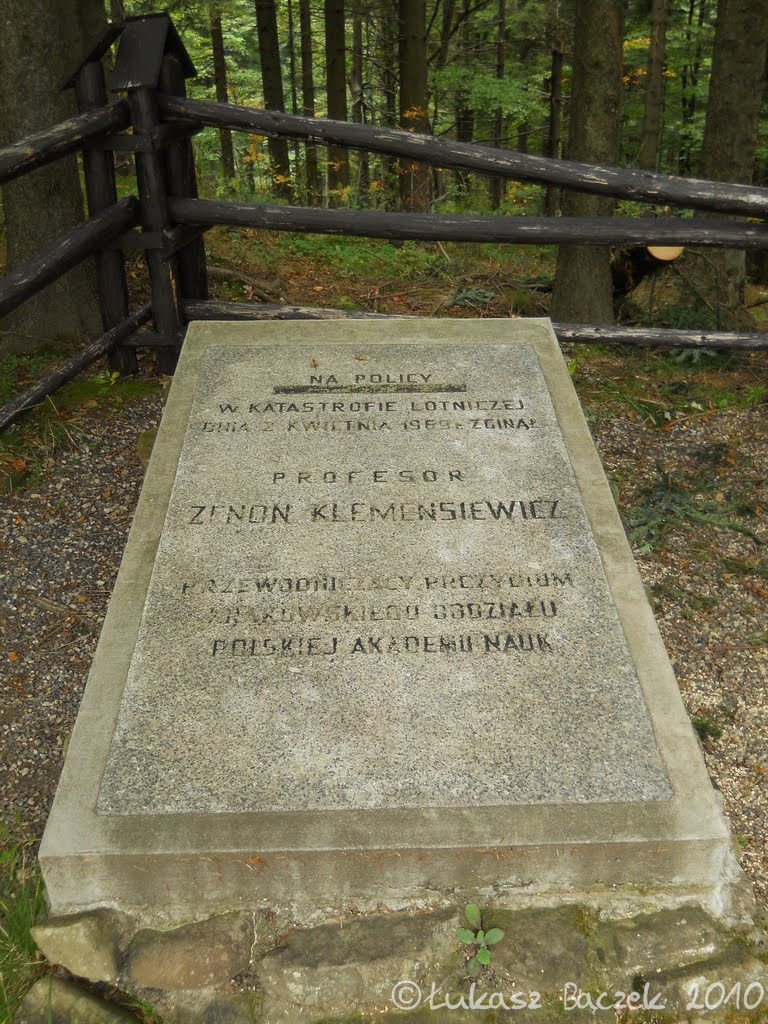 NA POLICY
W KATASTROFIE LOTNICZEJ
DNIA 2 KWIETNIA 1969 R. ZGINĄŁ
PROFESOR
ZENON KLEMENSIEWICZ
PRZEWODNICZĄCY PREZYDIUM
KRAKOWSKIEGO ODDZIAŁU
POLSKIEJ AKADEMII NAUK
©Łukasz Bączek 2010